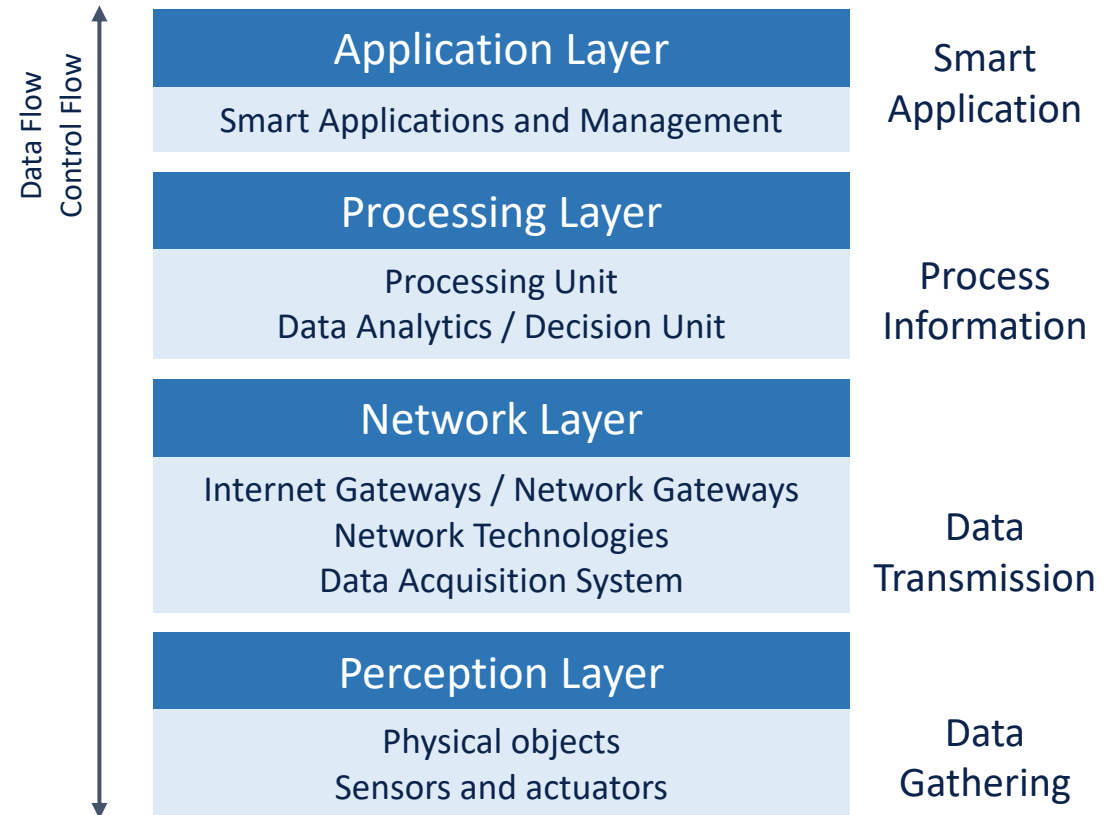 Data Flow
Control Flow
Application Layer
Smart Applications and Management
Smart
Application
Processing Layer
Processing Unit
Data Analytics / Decision Unit
Process
Information
Network Layer
Internet Gateways / Network Gateways
Network Technologies
Data Acquisition System
Data
Transmission
Perception Layer
Physical objects
Sensors and actuators
Data
Gathering